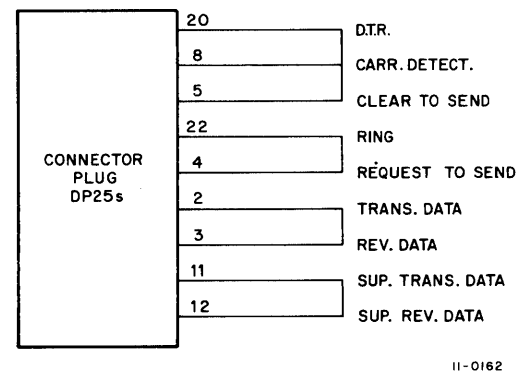 20 D.T.R.
8 CARR. DETECT.
5 CLEAR TO SEND
22 RING
4 REQUEST TO SEND
2 TRANS. DATA
3 REV. DATA
11 SUP. TRANS. DATA
12 SUP. REV. DATA
CONNECTOR
PLUG
DP25s
11-0162